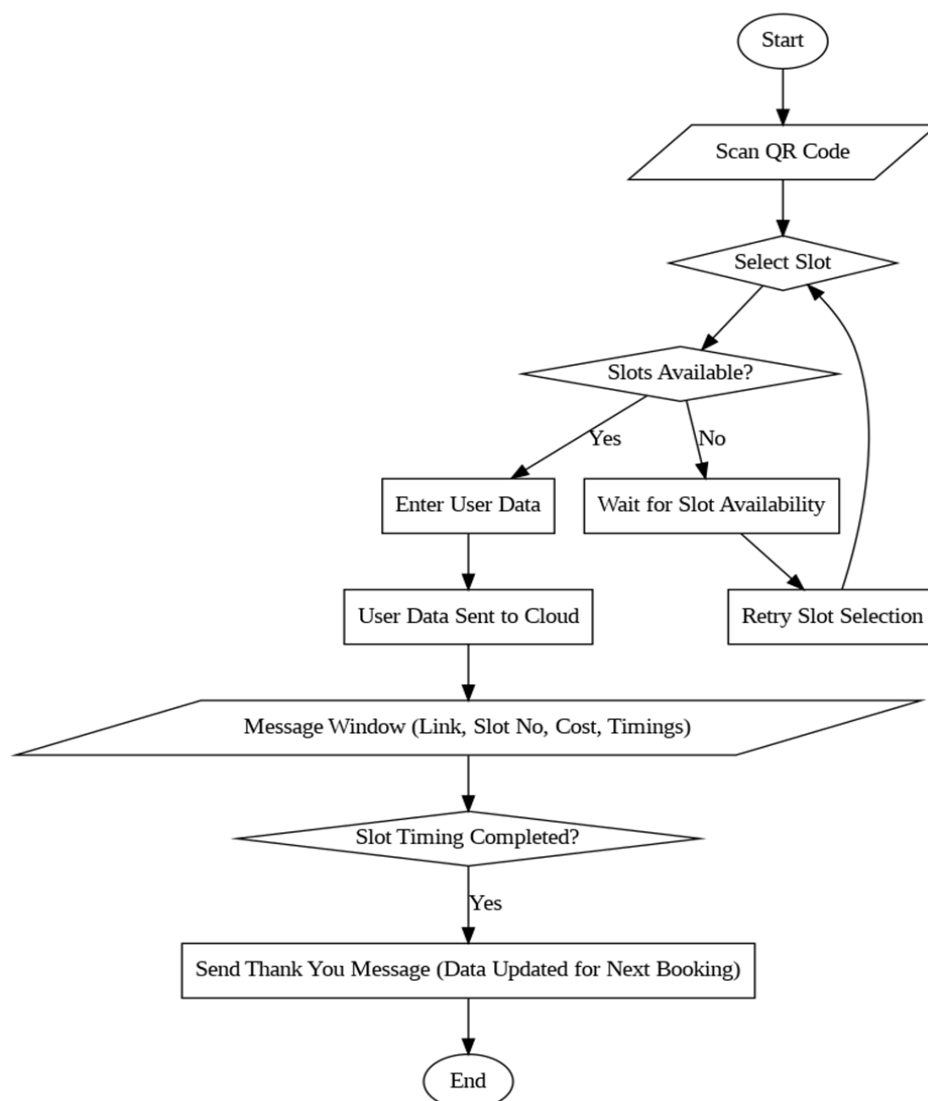 Start
Scan QR Code
Select Slot
Slots Available?
Yes
No
Enter User Data
Wait for Slot Availability
User Data Sent to Cloud
Retry Slot Selection
Message Window (Link, Slot No, Cost, Timings)
Slot Timing Completed?
Yes
Send Thank You Message (Data Updated for Next Booking)
End